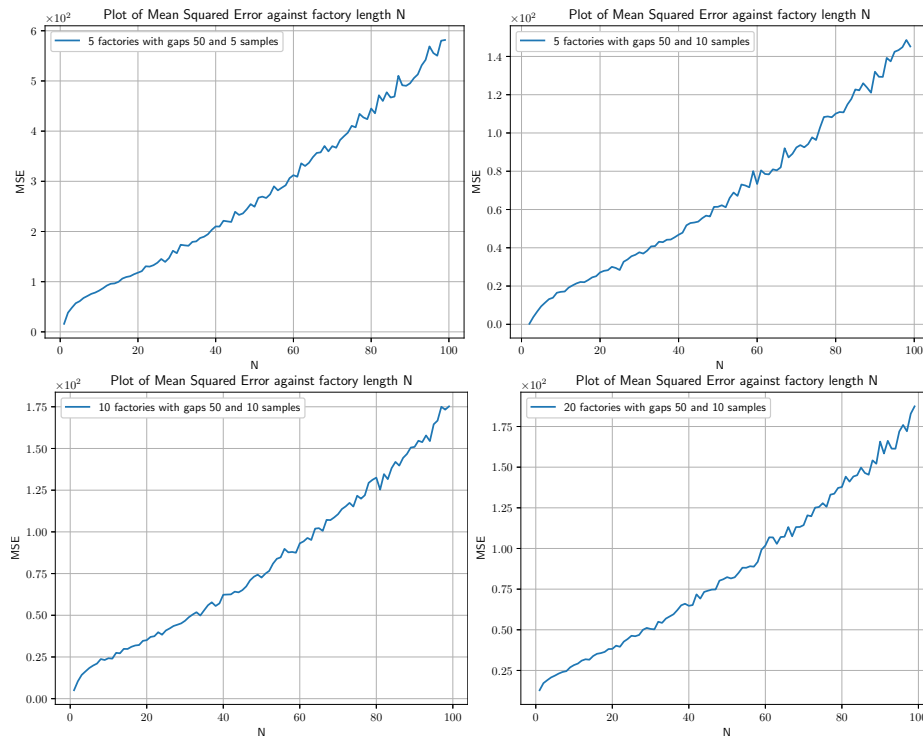 ×10²
Plot of Mean Squared Error against factory length N
5 factories with gaps 50 and 5 samples
6
5
4
3
2
1
0
MSE
0 20 40 60 80 100
N
×10²
Plot of Mean Squared Error against factory length N
5 factories with gaps 50 and 10 samples
1.4
1.2
1.0
0.8
0.6
0.4
0.2
0.0
MSE
0 20 40 60 80 100
N
×10²
Plot of Mean Squared Error against factory length N
10 factories with gaps 50 and 10 samples
1.75
1.50
1.25
1.00
0.75
0.50
0.25
0.00
MSE
0 20 40 60 80 100
N
×10²
Plot of Mean Squared Error against factory length N
20 factories with gaps 50 and 10 samples
1.75
1.50
1.25
1.00
0.75
0.50
0.25
MSE
0 20 40 60 80 100
N